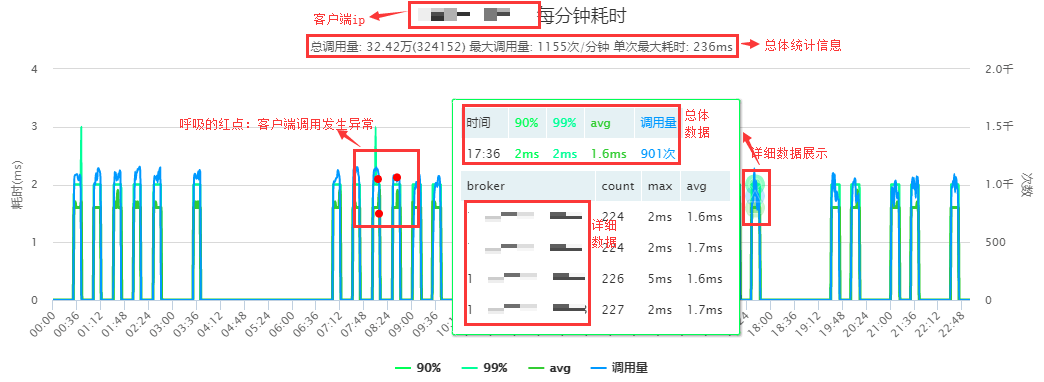 客户端ip
每分钟耗时
总调用量: 32.42万(324152) 最大调用量: 1155次/分钟 单次最大耗时: 236ms
总体统计信息
4
3
2
1
0
耗时(ms)
2.0千
1.5千
1.0千
500
0
次数
呼吸的红点：客户端调用发生异常
时间 90% 99% avg 调用量
17:36 2ms 2ms 1.6ms 901次
总体
数据
详细数据展示
broker count max avg
224 2ms 1.6ms
224 2ms 1.7ms
1 226 5ms 1.6ms
1 227 2ms 1.7ms
详细
数据
00:00 00:36 01:12 01:48 02:24 03:00 03:36 04:12 04:48 05:24 06:00 06:36 07:12 07:48 08:24 09:00 09:36 18:00 18:36 19:12 19:48 20:24 21:00 21:36 22:12 22:48
90% 99% avg 调用量